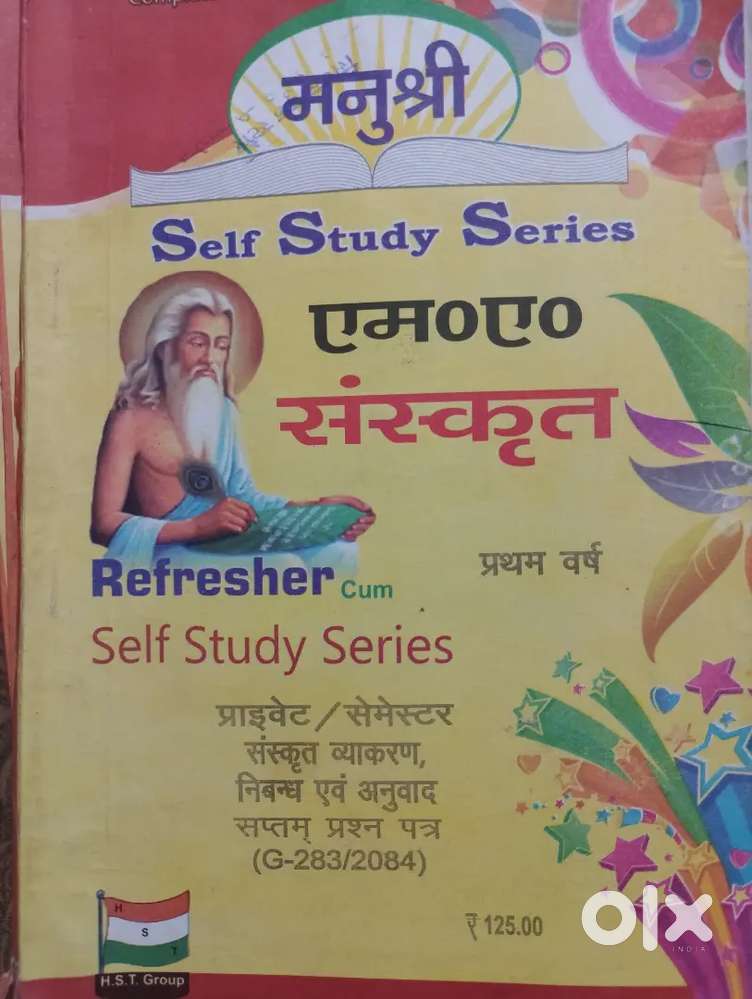 मनुश्री
Self Study Series
एम०ए०
संस्कृत
Refresher Cum
प्रथम वर्ष
Self Study Series
प्राइवेट/सेमेस्टर
संस्कृत व्याकरण,
निबन्ध एवं अनुवाद
सप्तम् प्रश्न पत्र
(G-283/2084)
₹ 125.00
H
S
T
H.S.T. Group
olx
INDIA